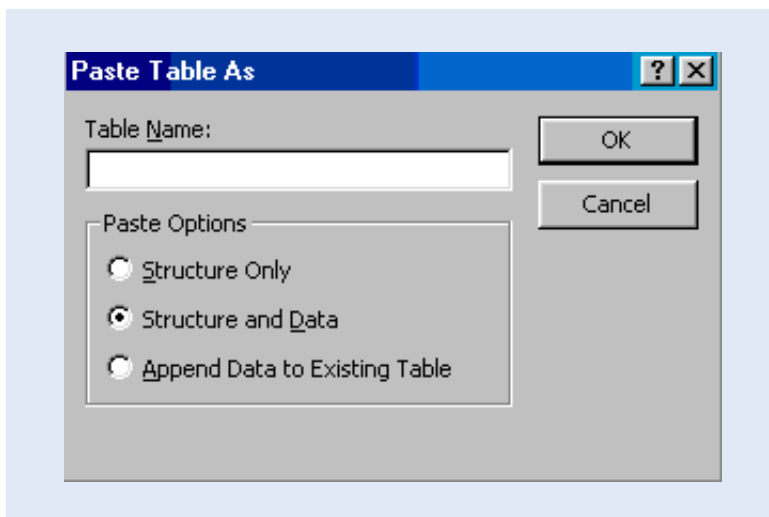 Paste Table As
Table Name:
OK
Cancel
Paste Options
Structure Only
Structure and Data
Append Data to Existing Table